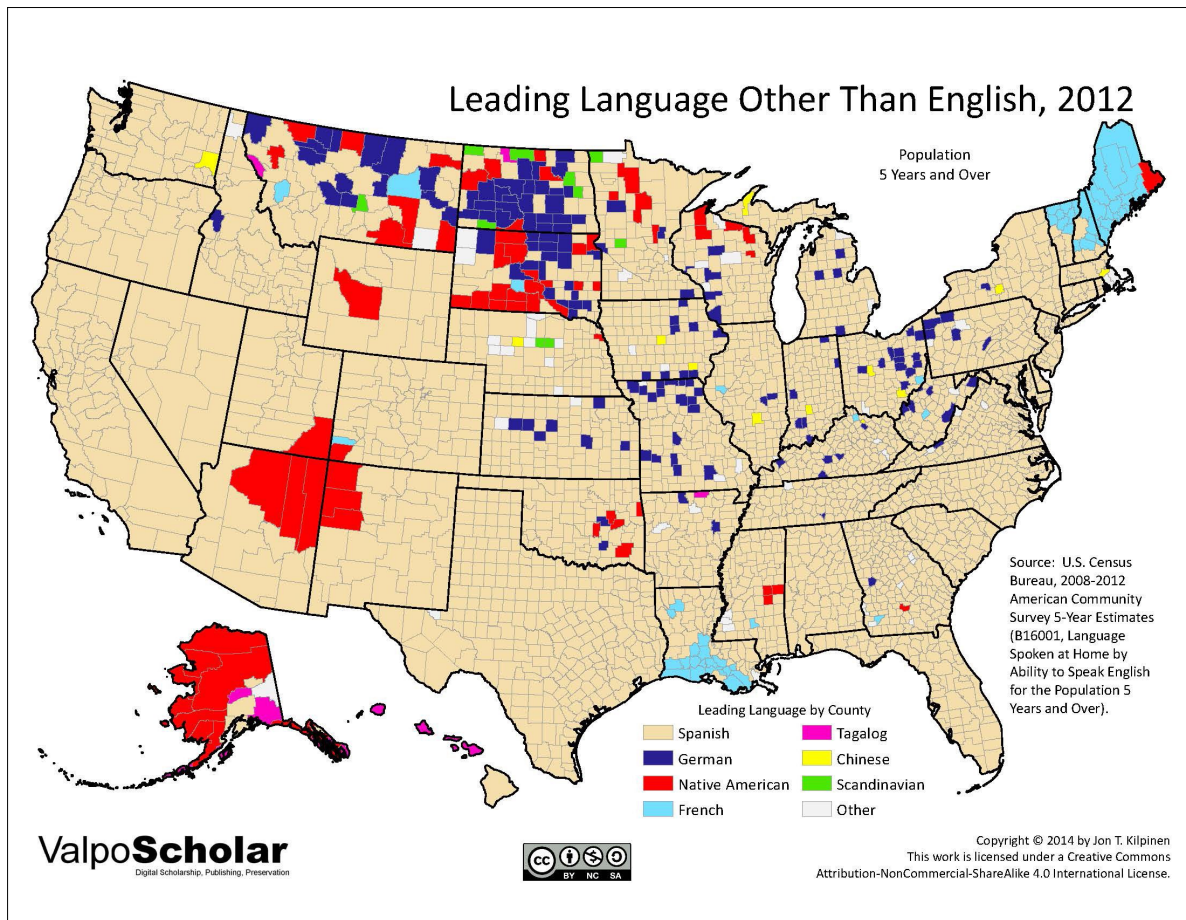 Leading Language Other Than English, 2012
Population
5 Years and Over
Source: U.S. Census
Bureau, 2008-2012
American Community
Survey 5-Year Estimates
(B16001, Language
Spoken at Home by
Ability to Speak English
for the Population 5
Years and Over).
Leading Language by County
Spanish
German
Native American
French
Tagalog
Chinese
Scandinavian
Other
ValpoScholar
Digital Scholarship, Publishing, Preservation
cc
BY NC SA
Copyright © 2014 by Jon T. Kilpinen
This work is licensed under a Creative Commons
Attribution-NonCommercial-ShareAlike 4.0 International License.